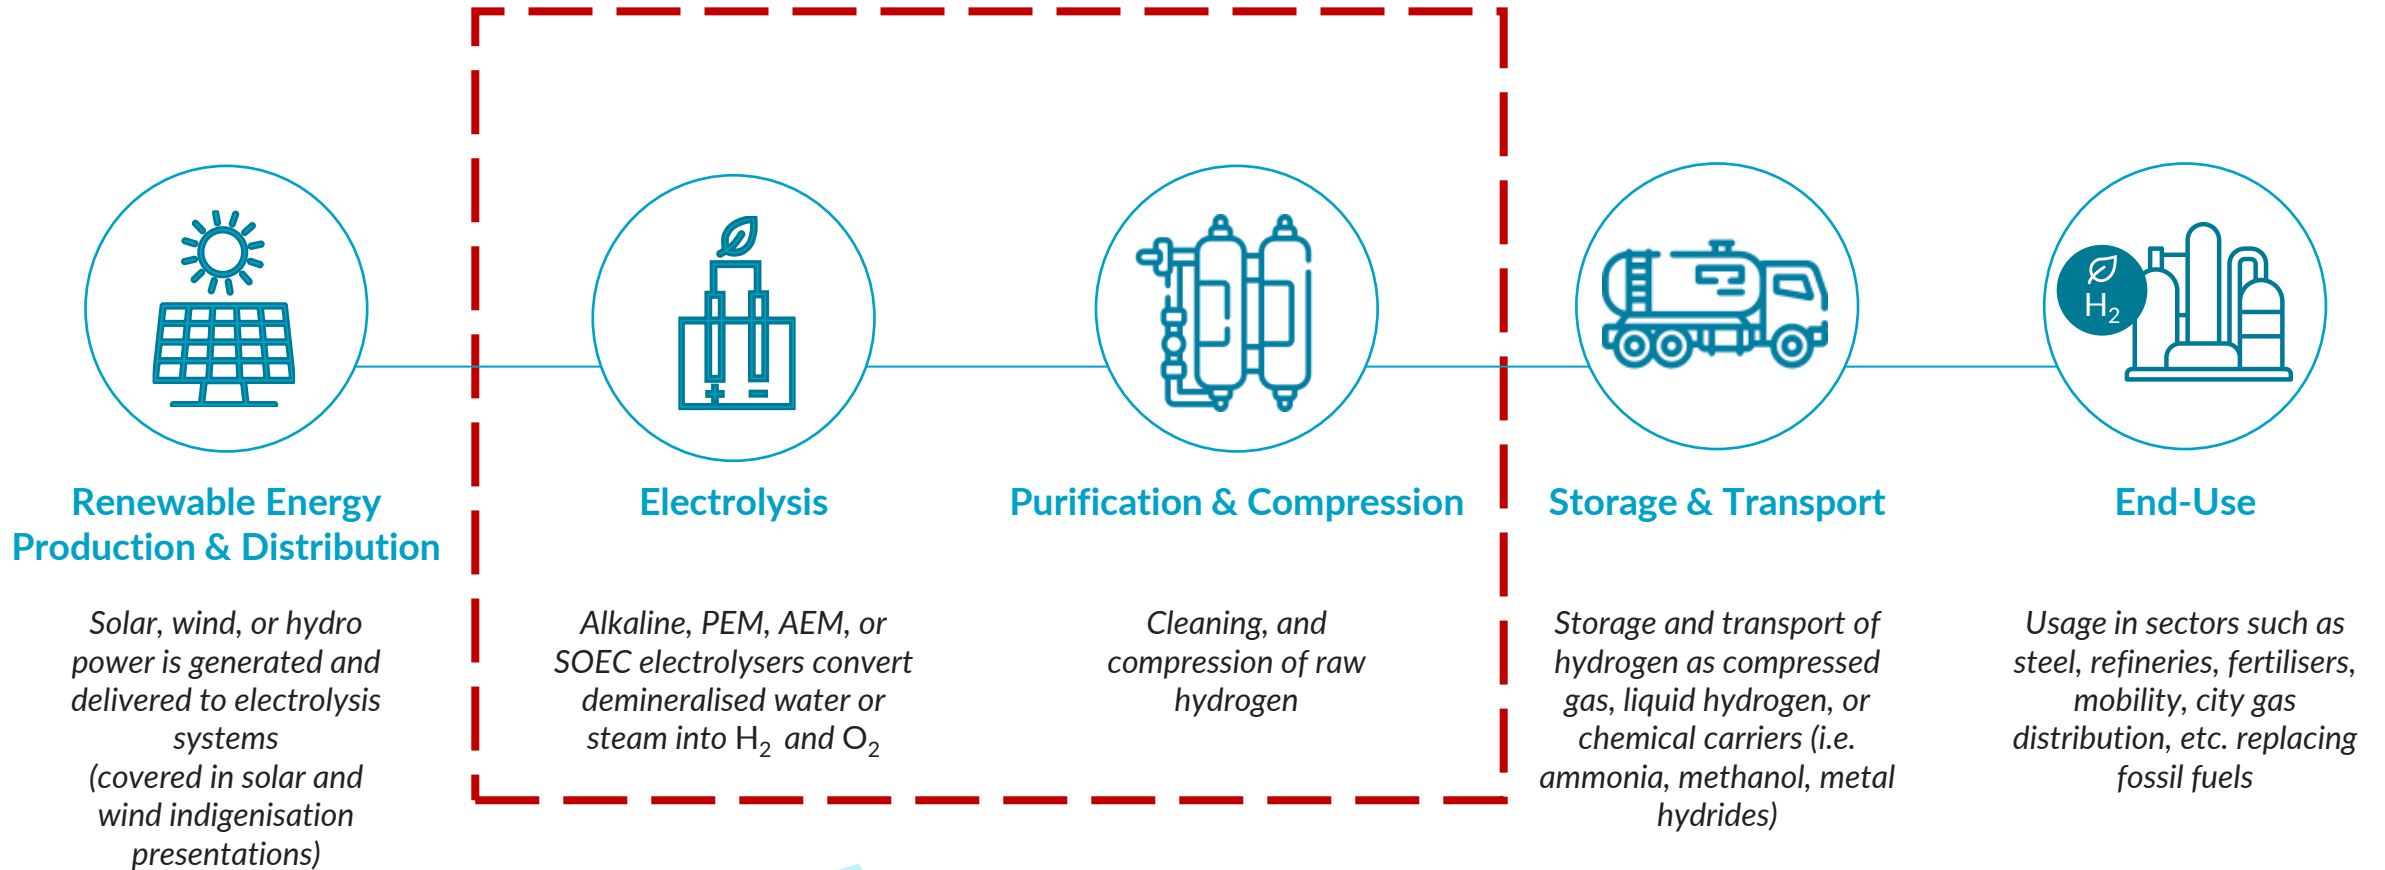 H2
Renewable Energy
Production & Distribution
Electrolysis
Purification & Compression
Storage & Transport
End-Use
Solar, wind, or hydro
power is generated and
delivered to electrolysis
systems
(covered in solar and
wind indigenisation
presentations)
Alkaline, PEM, AEM, or
SOEC electrolysers convert
demineralised water or
steam into H2 and O2
Cleaning, and
compression of raw
hydrogen
Storage and transport of
hydrogen as compressed
gas, liquid hydrogen, or
chemical carriers (i.e.
ammonia, methanol, metal
hydrides)
Usage in sectors such as
steel, refineries, fertilisers,
mobility, city gas
distribution, etc. replacing
fossil fuels